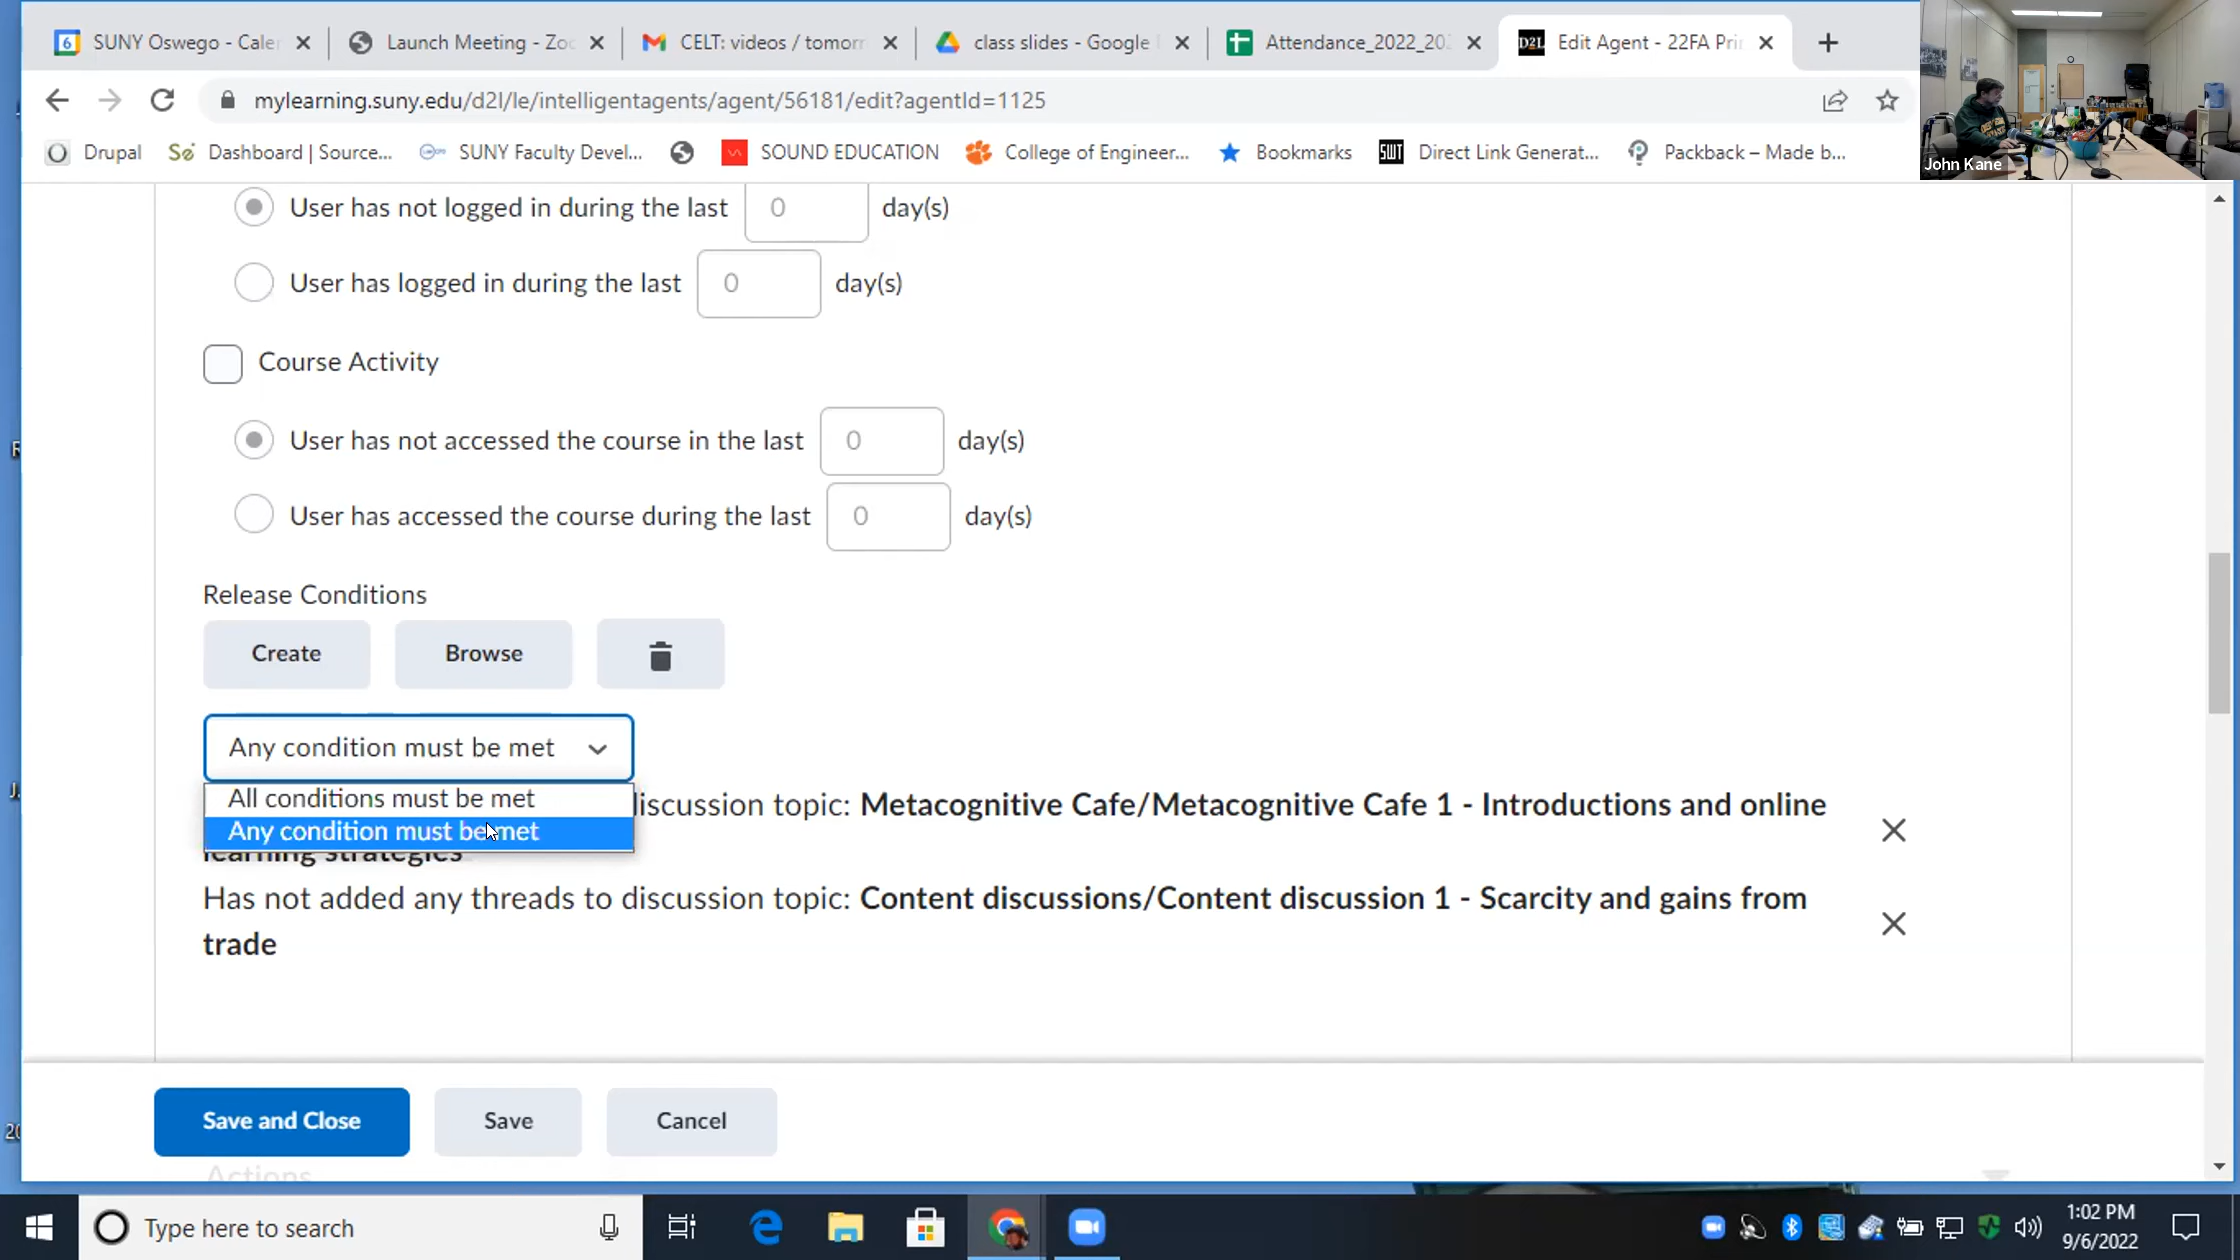 SUNY Oswego - Cale
Launch Meeting - Zoo
CELT: videos / tomorr
class slides - Google
Attendance_2022_20
D2L Edit Agent - 22FA Pri
mylearning.suny.edu/d2l/le/intelligentagents/agent/56181/edit?agentId=1125
Drupal
Dashboard | Source...
SUNY Faculty Devel...
SOUND EDUCATION
College of Engineer...
Bookmarks
SWT Direct Link Generat...
Packback – Made b...
John Kane
User has not logged in during the last 0 day(s)
User has logged in during the last 0 day(s)
Course Activity
User has not accessed the course in the last 0 day(s)
User has accessed the course during the last 0 day(s)
Release Conditions
Create Browse
Any condition must be met
All conditions must be met
Any condition must be met
discussion topic: Metacognitive Cafe/Metacognitive Cafe 1 - Introductions and online
learning strategies
Has not added any threads to discussion topic: Content discussions/Content discussion 1 - Scarcity and gains from
trade
Save and Close Save Cancel
Actions
Type here to search
1:02 PM
9/6/2022